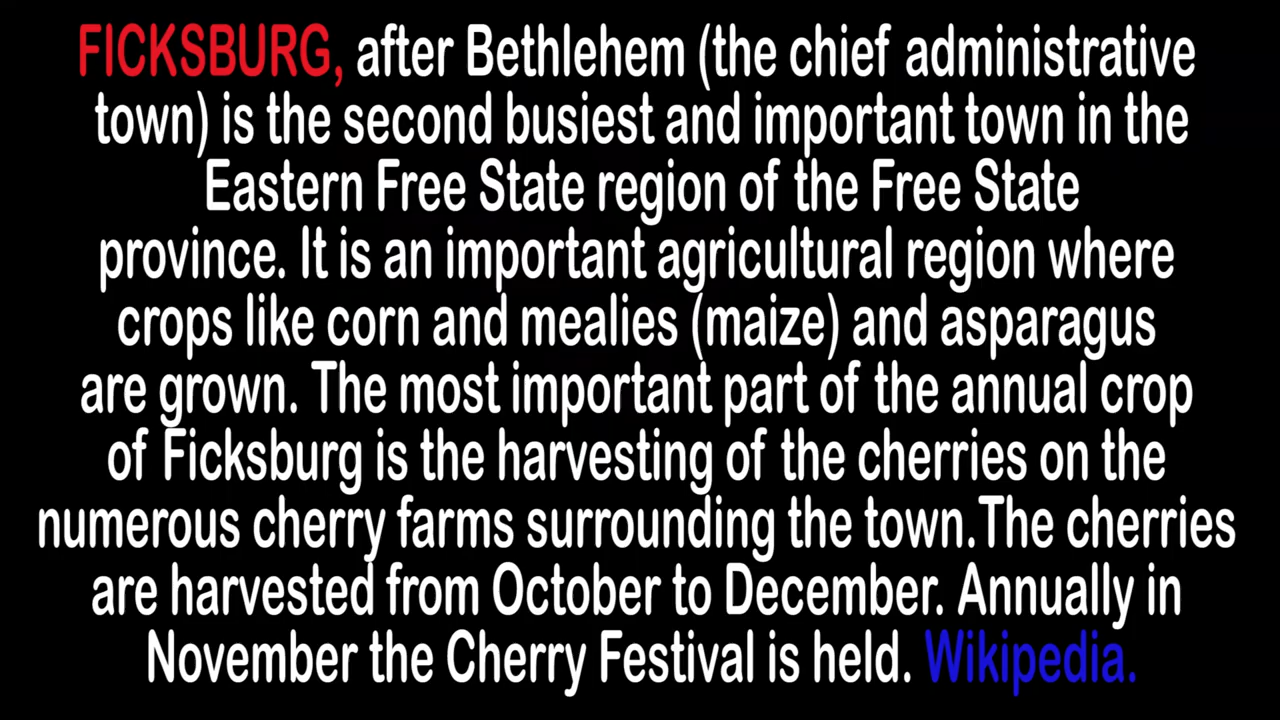 FICKSBURG, after Bethlehem (the chief administrative
town) is the second busiest and important town in the
Eastern Free State region of the Free State
province. It is an important agricultural region where
crops like corn and mealies (maize) and asparagus
are grown. The most important part of the annual crop
of Ficksburg is the harvesting of the cherries on the
numerous cherry farms surrounding the town.The cherries
are harvested from October to December. Annually in
November the Cherry Festival is held. Wikipedia.